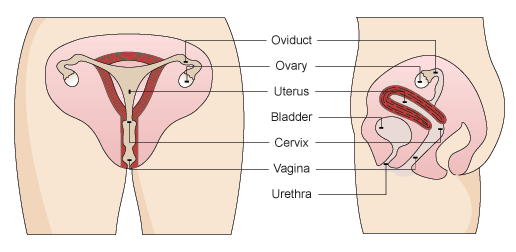 Oviduct
Ovary
Uterus
Bladder
Cervix
Vagina
Urethra